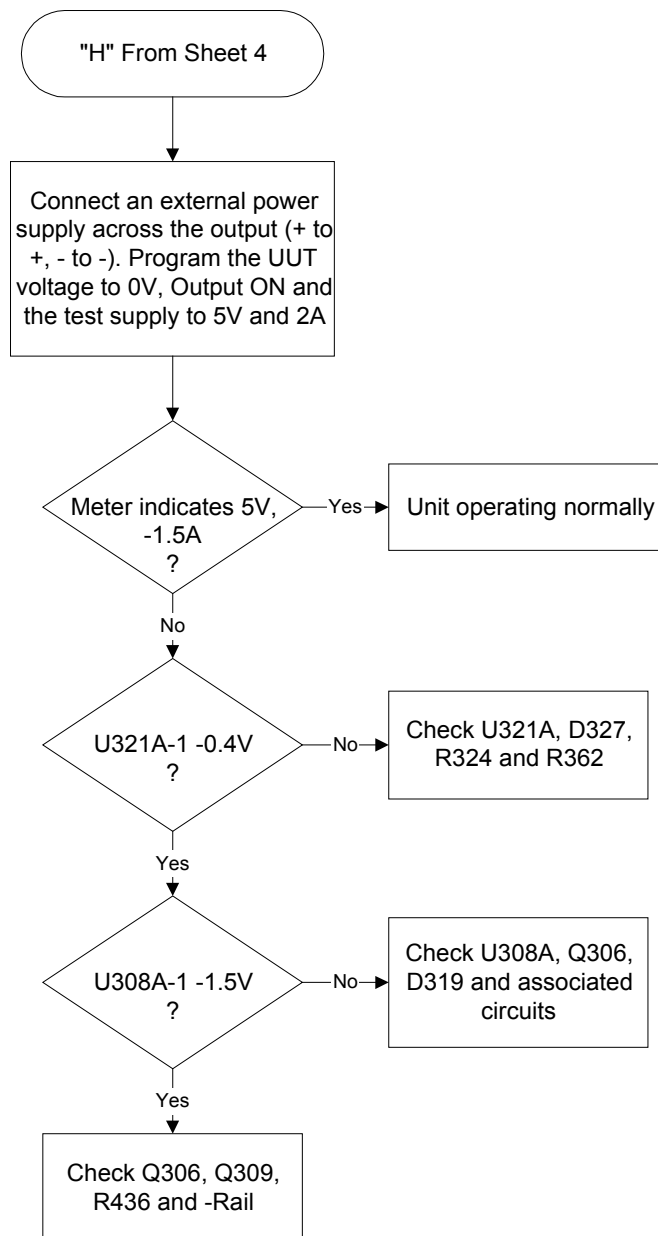 "H" From Sheet 4
Connect an external power
supply across the output (+ to
+, - to -). Program the UUT
voltage to 0V, Output ON and
the test supply to 5V and 2A
Meter indicates 5V,
-1.5A
?
Yes
Unit operating normally
No
U321A-1 -0.4V
?
No
Check U321A, D327,
R324 and R362
Yes
U308A-1 -1.5V
?
No
Check U308A, Q306,
D319 and associated
circuits
Yes
Check Q306, Q309,
R436 and -Rail